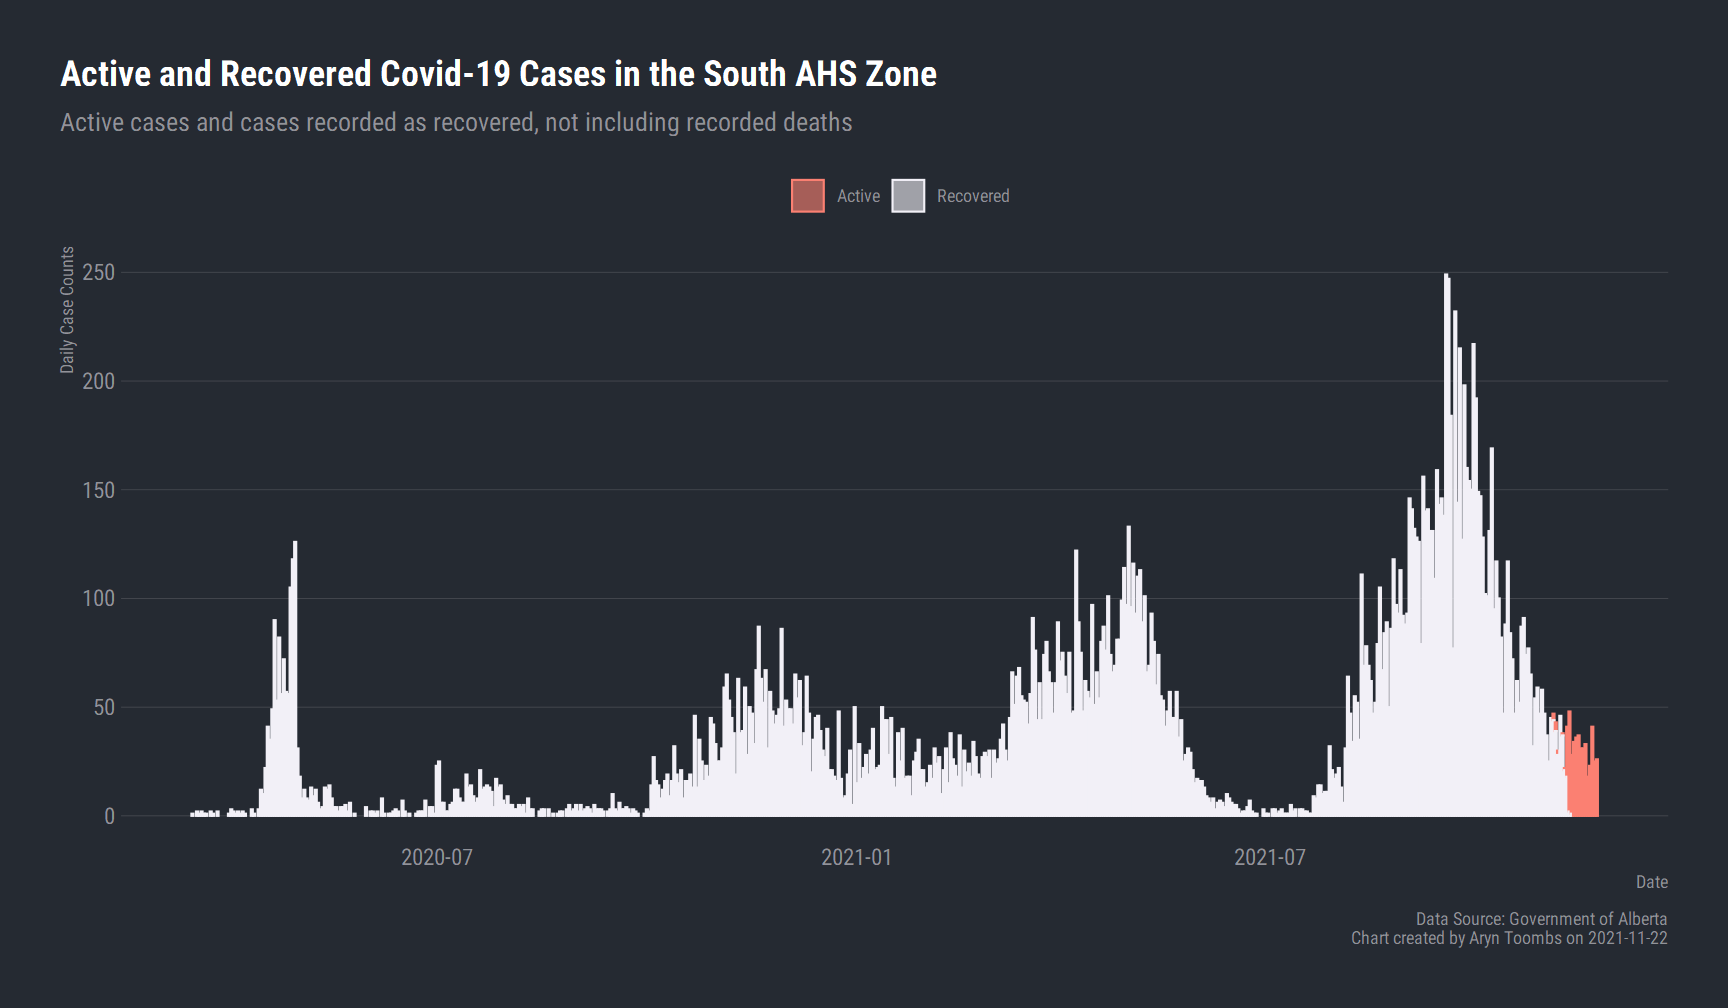 Active and Recovered Covid-19 Cases in the South AHS Zone
Active cases and cases recorded as recovered, not including recorded deaths
Active
Recovered
Daily Case Counts
250
200
150
100
50
0
2020-07
2021-01
2021-07
Date
Data Source: Government of Alberta
Chart created by Aryn Toombs on 2021-11-22